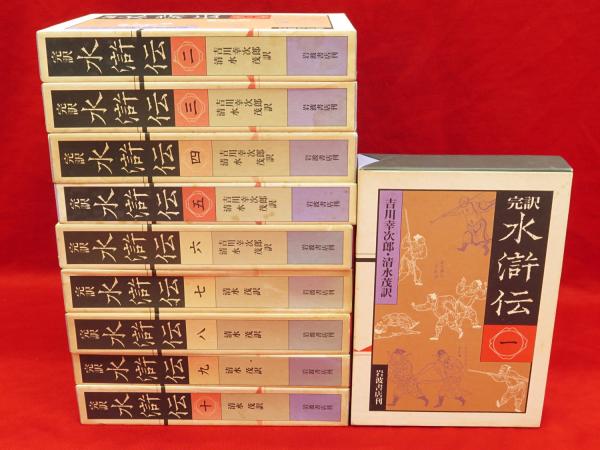 完訳
水滸伝
二
吉川幸次郎
清水茂
訳
岩波書店刊
完訳
水滸伝
三
吉川幸次郎
清水茂
訳
岩波書店刊
完訳
水滸伝
四
吉川幸次郎
清水茂
訳
岩波書店刊
完訳
水滸伝
五
吉川幸次郎
清水茂
訳
岩波書店刊
完訳
水滸伝
六
吉川幸次郎
清水茂
訳
岩波書店刊
完訳
水滸伝
七
清水茂訳
岩波書店刊
完訳
水滸伝
八
清水茂訳
岩波書店刊
完訳
水滸伝
九
清水茂訳
岩波書店刊
完訳
水滸伝
十
清水茂訳
岩波書店刊
完訳
水滸伝
一
吉川幸次郎・清水茂訳
岩波書店刊